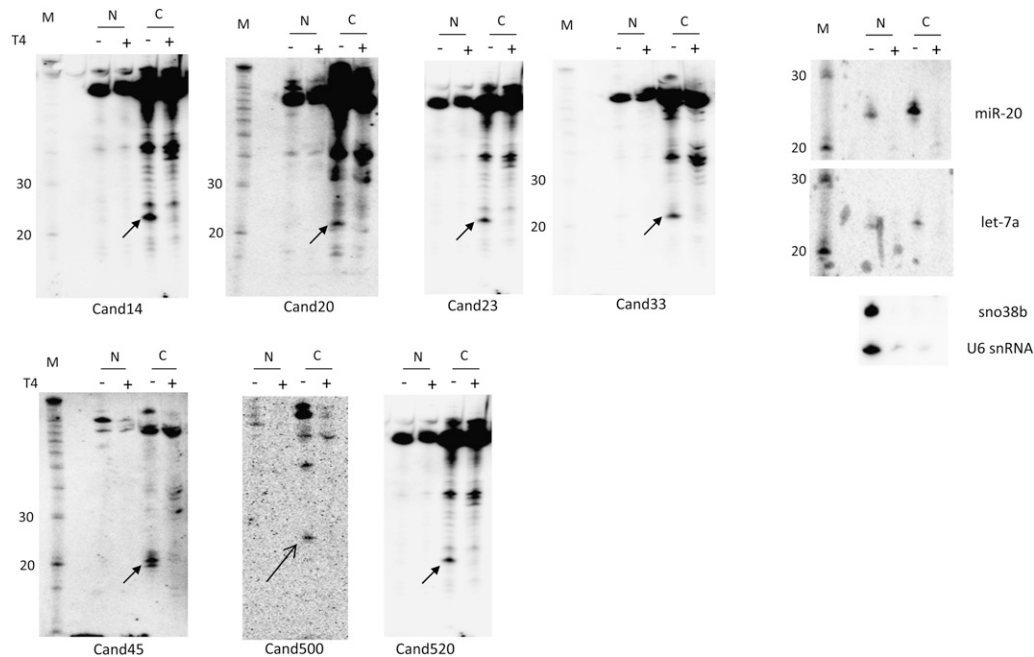 M N C M N C N C M N C M
T4 - + - + - + - + - + - + - + - + N C
- + - +
30 miR-20
20
30
30 30 30 let-7a
20 20 20 20 20
Cand14 Cand20 Cand23 Cand33 sno38b
U6 snRNA
M N C N C N C
T4 - + - + - + - + - + - +
30
20
Cand45 Cand500 Cand520